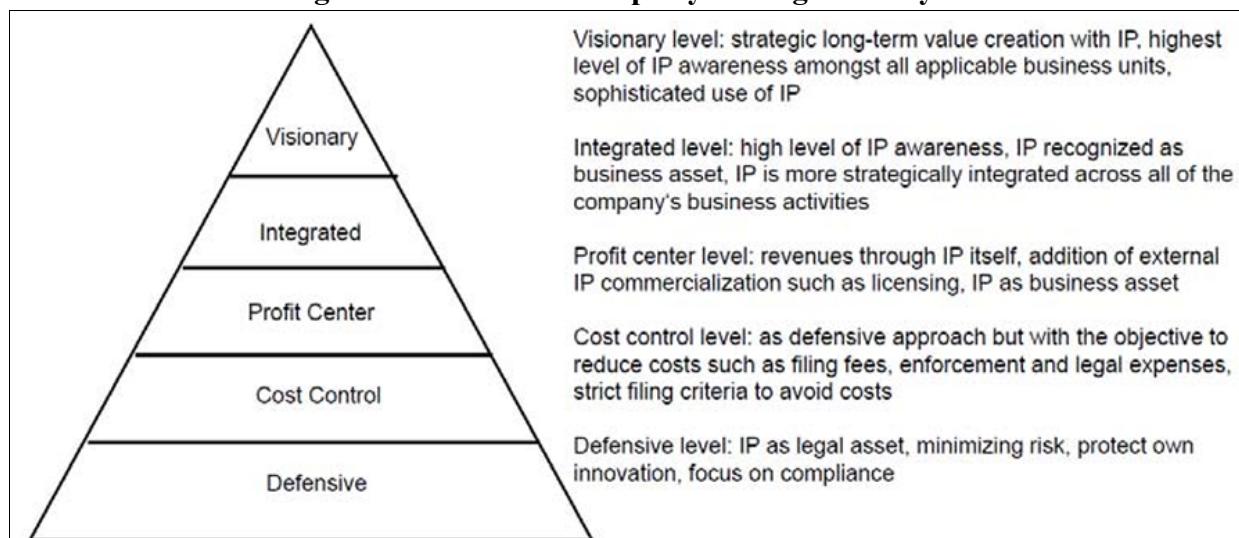 Visionary
Integrated
Profit Center
Cost Control
Defensive
Visionary level: strategic long-term value creation with IP, highest
level of IP awareness amongst all applicable business units,
sophisticated use of IP
Integrated level: high level of IP awareness, IP recognized as
business asset, IP is more strategically integrated across all of the
company's business activities
Profit center level: revenues through IP itself, addition of external
IP commercialization such as licensing, IP as business asset
Cost control level: as defensive approach but with the objective to
reduce costs such as filing fees, enforcement and legal expenses,
strict filing criteria to avoid costs
Defensive level: IP as legal asset, minimizing risk, protect own
innovation, focus on compliance